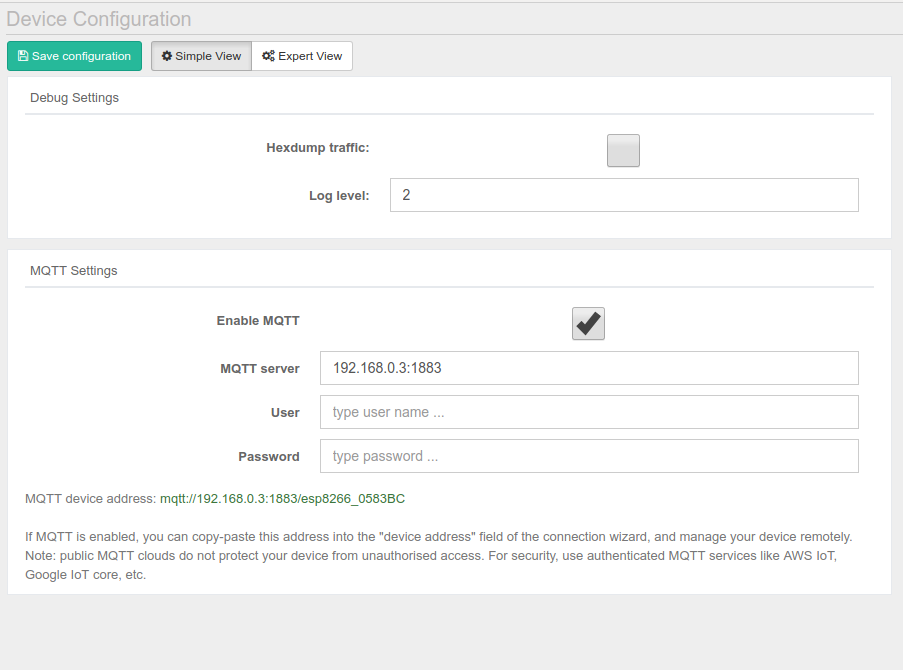 Device Configuration
Save configuration Simple View Expert View
Debug Settings
Hexdump traffic:
Log level: 2
MQTT Settings
Enable MQTT
MQTT server 192.168.0.3:1883
User type user name ...
Password type password ...
MQTT device address: mqtt://192.168.0.3:1883/esp8266_0583BC
If MQTT is enabled, you can copy-paste this address into the "device address" field of the connection wizard, and manage your device remotely.
Note: public MQTT clouds do not protect your device from unauthorised access. For security, use authenticated MQTT services like AWS IoT,
Google IoT core, etc.